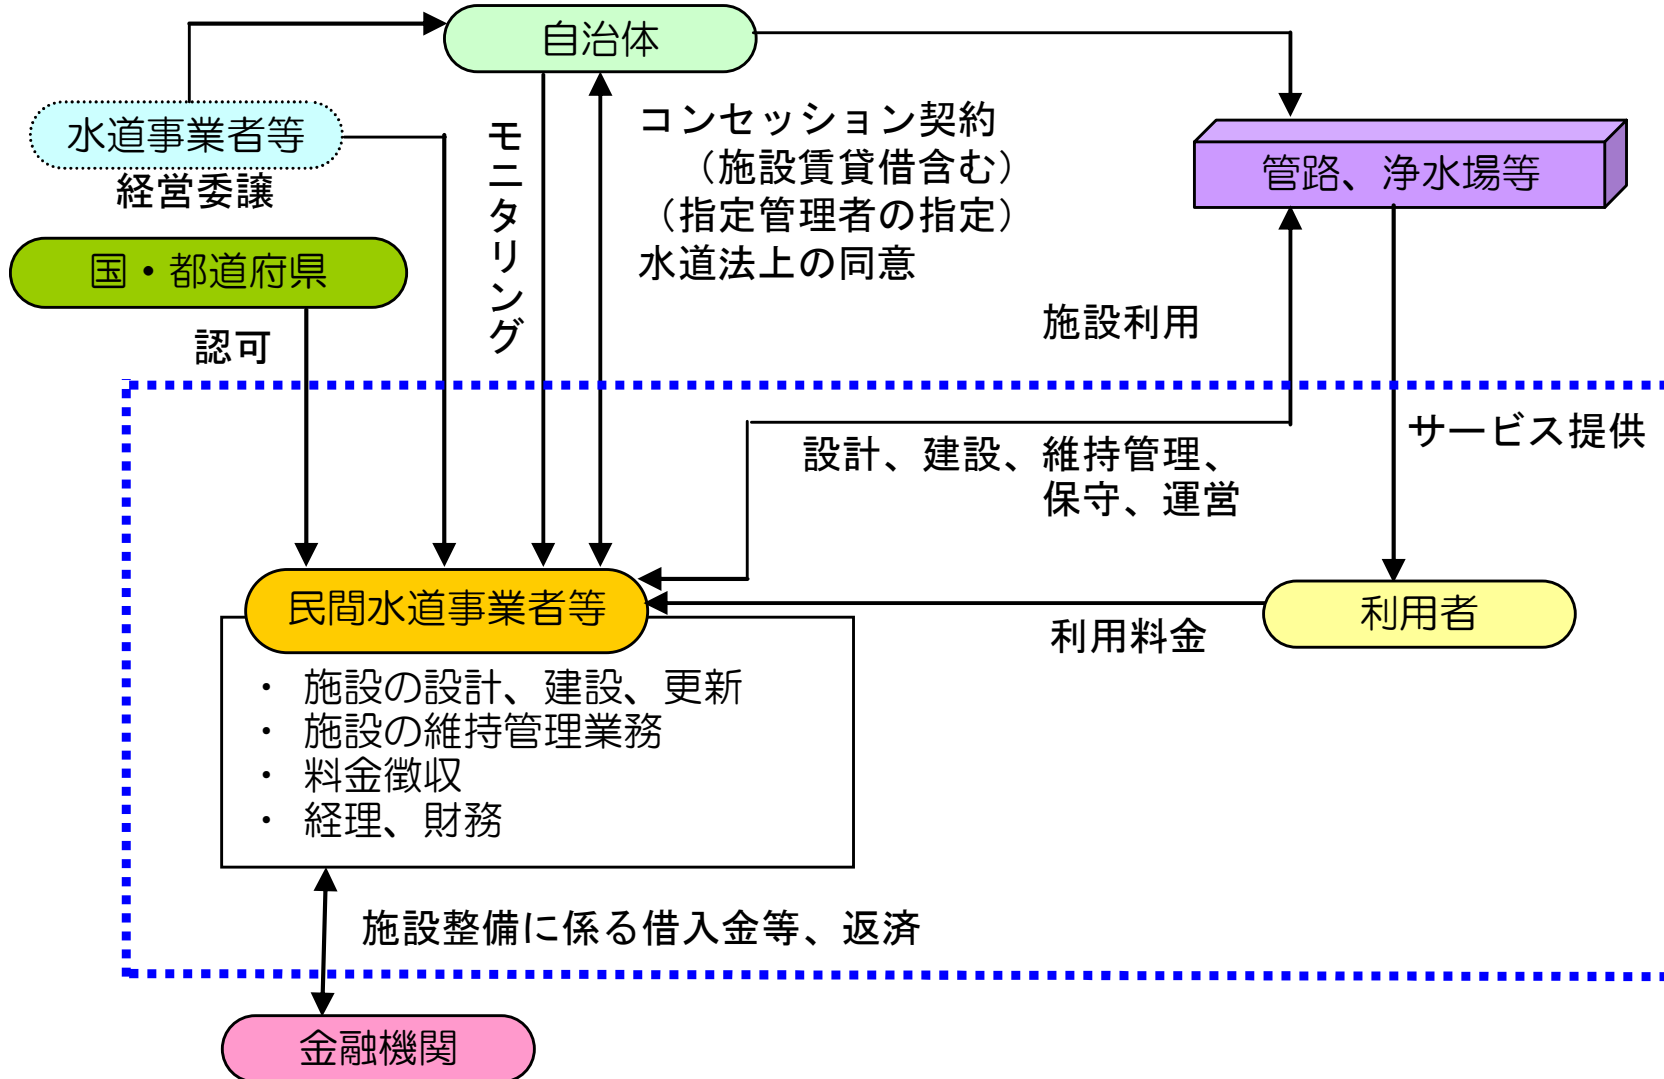 自治体
水道事業者等
経営委譲
モニタリング
コンセッション契約
（施設賃貸借含む）
（指定管理者の指定）
水道法上の同意
管路、浄水場等
国・都道府県
認可
施設利用
サービス提供
設計、建設、維持管理、
保守、運営
民間水道事業者等
利用者
利用料金
・ 施設の設計、建設、更新
・ 施設の維持管理業務
・ 料金徴収
・ 経理、財務
施設整備に係る借入金等、返済
金融機関